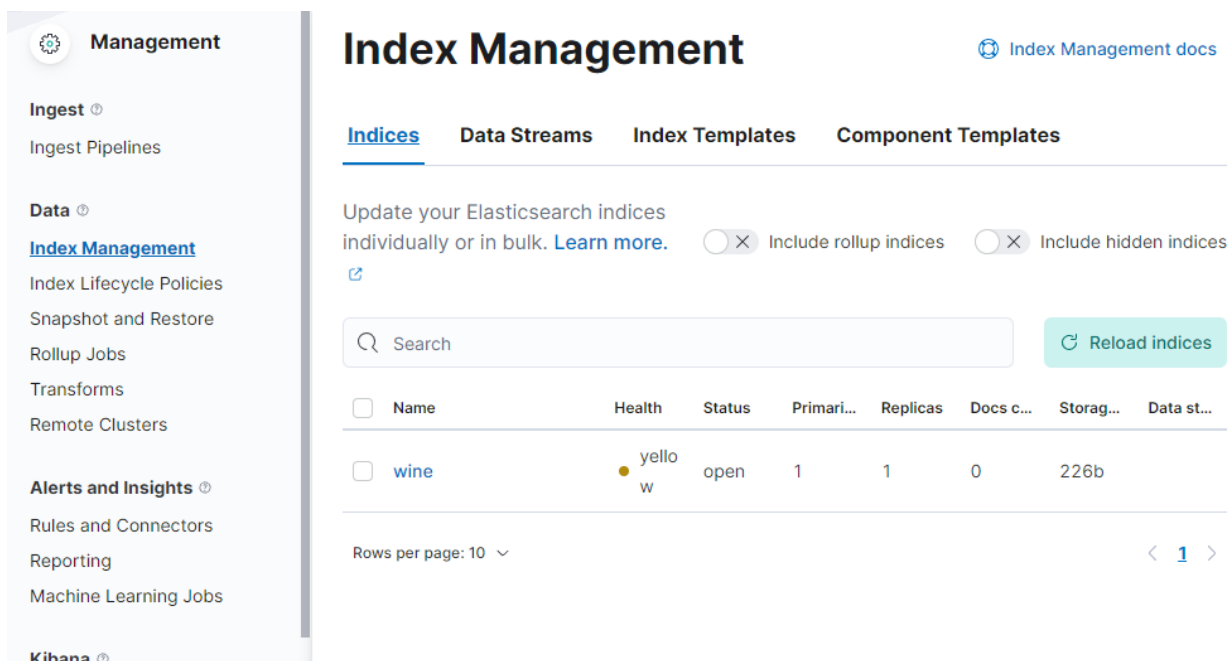 Management
Ingest
Ingest Pipelines
Data
Index Management
Index Lifecycle Policies
Snapshot and Restore
Rollup Jobs
Transforms
Remote Clusters
Alerts and Insights
Rules and Connectors
Reporting
Machine Learning Jobs
Kibana
Index Management
Index Management docs
Indices Data Streams Index Templates Component Templates
Update your Elasticsearch indices
individually or in bulk. Learn more.
Include rollup indices Include hidden indices
Search
Reload indices
Name Health Status Primari... Replicas Docs c... Storag... Data st...
wine yello
w open 1 1 0 226b
Rows per page: 10
1